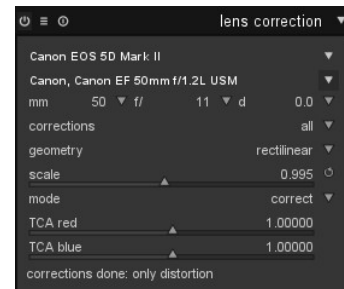 lens correction
Canon EOS 5D Mark II
Canon, Canon EF 50mm f/1.2L USM
mm 50 f/ 11 d 0.0
corrections all
geometry rectilinear
scale 0.995
mode correct
TCA red 1.00000
TCA blue 1.00000
corrections done: only distortion